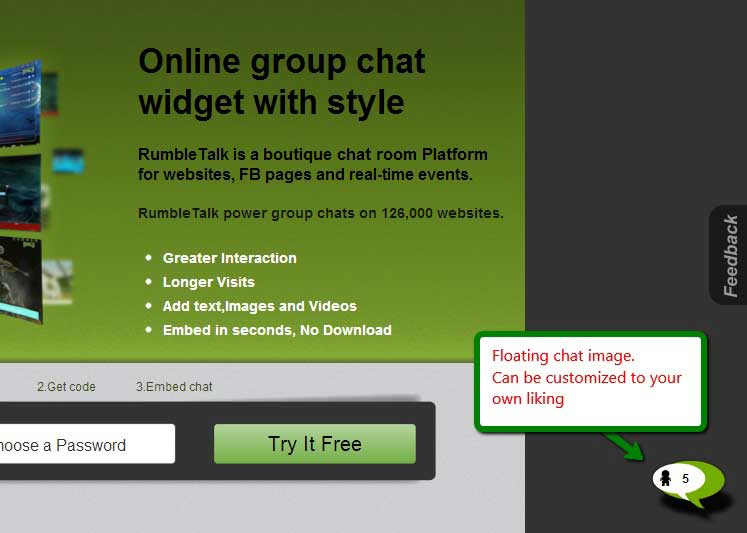 Online group chat
widget with style
RumbleTalk is a boutique chat room Platform
for websites, FB pages and real-time events.
RumbleTalk power group chats on 126,000 websites.
Greater Interaction
Longer Visits
Add text,Images and Videos
Embed in seconds, No Download
Feedback
Floating chat image.
Can be customized to your
own liking
2.Get code
3.Embed chat
a Password
Try It Free
5